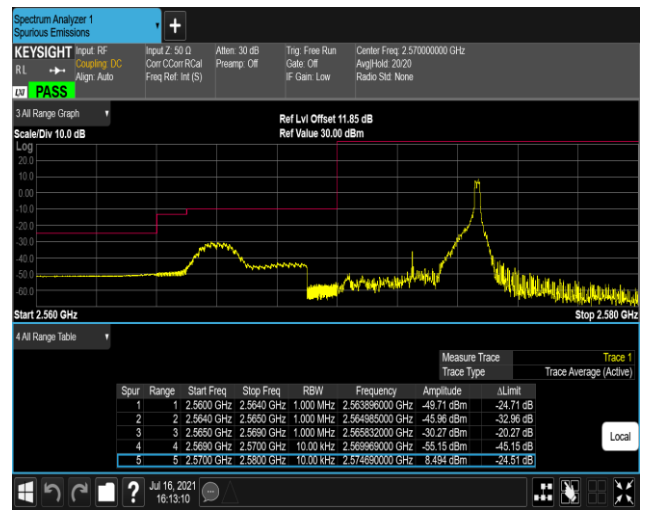 Spectrum Analyzer 1
Spurious Emissions
+
KEYSIGHT Input: RF Input Z: 50 Ω Atten: 30 dB Trig: Free Run Center Freq: 2.570000000 GHz
RL Coupling: DC Corr CCorr RCal Preamp: Off Gate: Off Avg|Hold: 20/20
Align: Auto Freq Ref: Int (S) IF Gain: Low Radio Std: None
LXI PASS
3 All Range Graph
Ref Lvl Offset 11.85 dB
Scale/Div 10.0 dB Ref Value 30.00 dBm
Log
20.0
10.0
0.00
-10.0
-20.0
-30.0
-40.0
-50.0
-60.0
Start 2.560 GHz Stop 2.580 GHz
4 All Range Table
Measure Trace Trace 1
Trace Type Trace Average (Active)
Spur Range Start Freq Stop Freq RBW Frequency Amplitude ΔLimit
1 1 2.5600 GHz 2.5640 GHz 1.000 MHz 2.563896000 GHz -49.71 dBm -24.71 dB
2 2 2.5640 GHz 2.5650 GHz 1.000 MHz 2.564985000 GHz -45.96 dBm -32.96 dB
3 3 2.5650 GHz 2.5690 GHz 1.000 MHz 2.565832000 GHz -30.27 dBm -20.27 dB
4 4 2.5690 GHz 2.5700 GHz 10.00 kHz 2.569969000 GHz -55.15 dBm -45.15 dB
5 5 2.5700 GHz 2.5800 GHz 10.00 kHz 2.574690000 GHz 8.494 dBm -24.51 dB
Local
? Jul 16, 2021
16:13:10